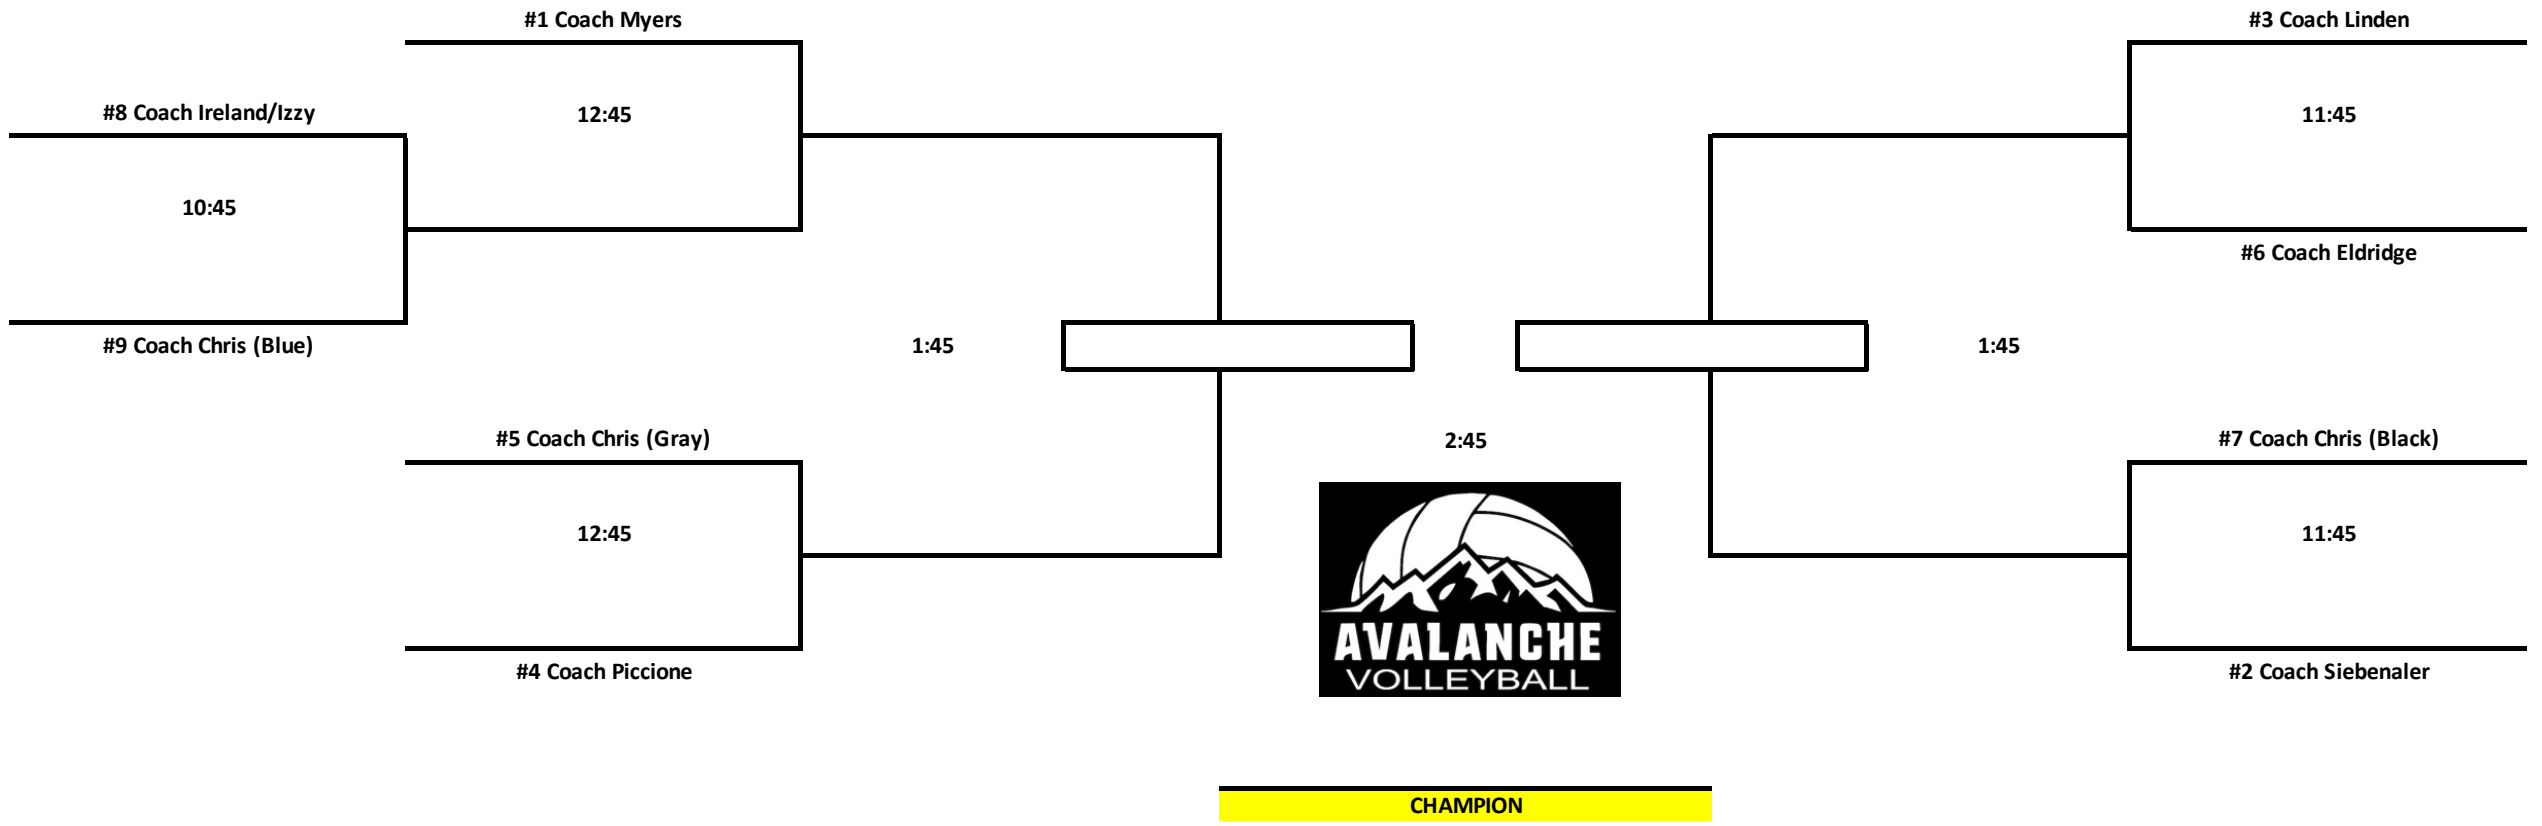 #1 Coach Myers
#3 Coach Linden
#8 Coach Ireland/Izzy
12:45
11:45
10:45
#6 Coach Eldridge
#9 Coach Chris (Blue)
1:45
1:45
#5 Coach Chris (Gray)
2:45
#7 Coach Chris (Black)
12:45
11:45
AVALANCHE
VOLLEYBALL
#4 Coach Piccione
#2 Coach Siebenaler
CHAMPION